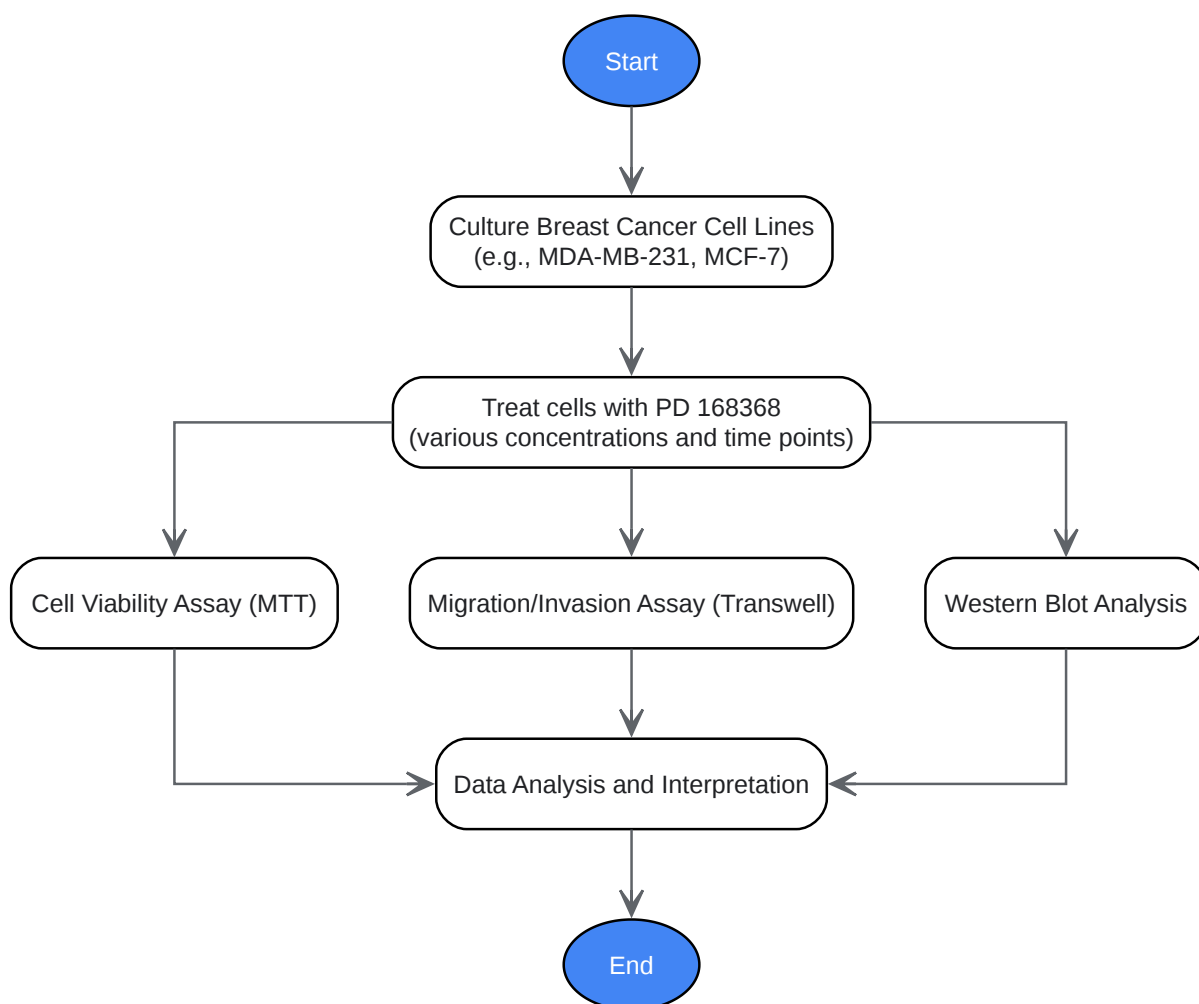 Start
Culture Breast Cancer Cell Lines
(e.g., MDA-MB-231, MCF-7)
Treat cells with PD 168368
(various concentrations and time points)
Cell Viability Assay (MTT)
Migration/Invasion Assay (Transwell)
Western Blot Analysis
Data Analysis and Interpretation
End